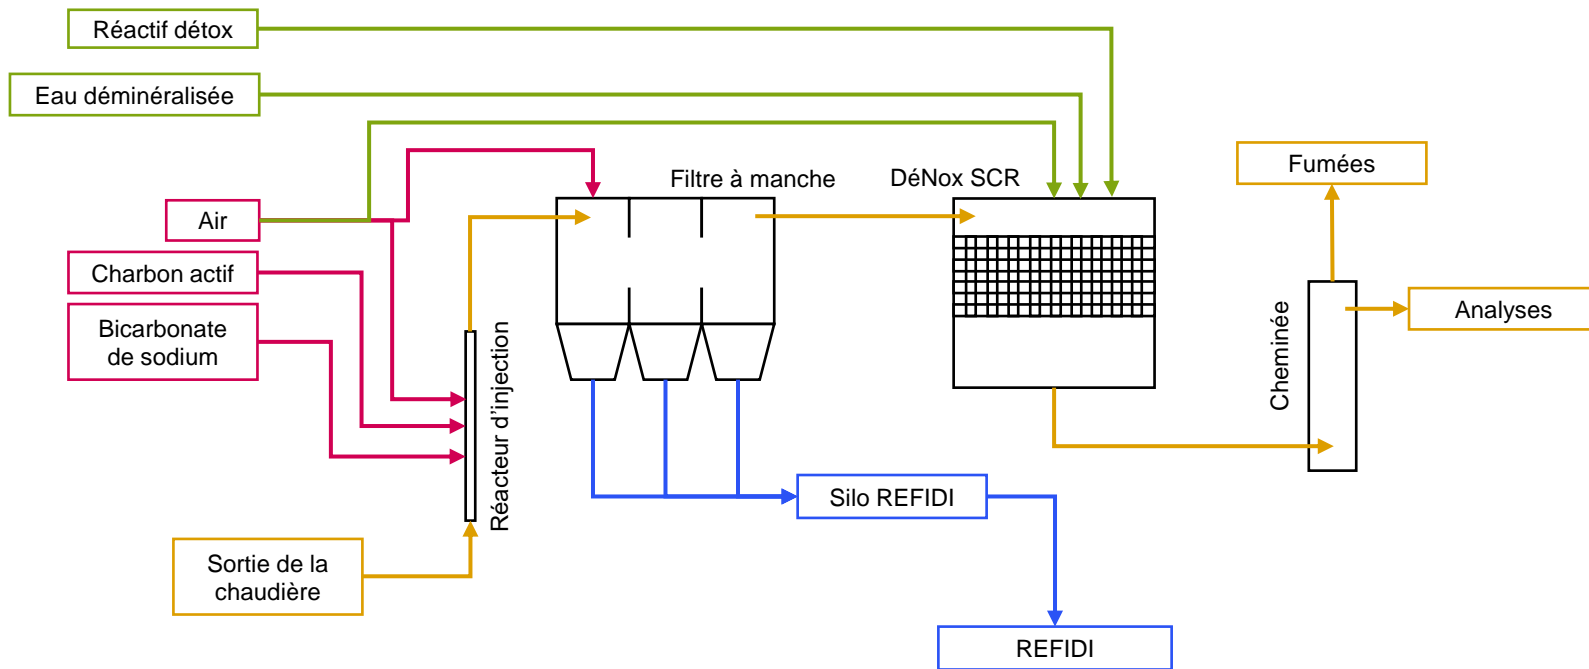 Réactif détox
Eau déminéralisée
Filtre à manche
DéNox SCR
Fumées
Air
Charbon actif
Bicarbonate
de sodium
Réacteur d'injection
Cheminée
Analyses
Silo REFIDI
Sortie de la
chaudière
REFIDI